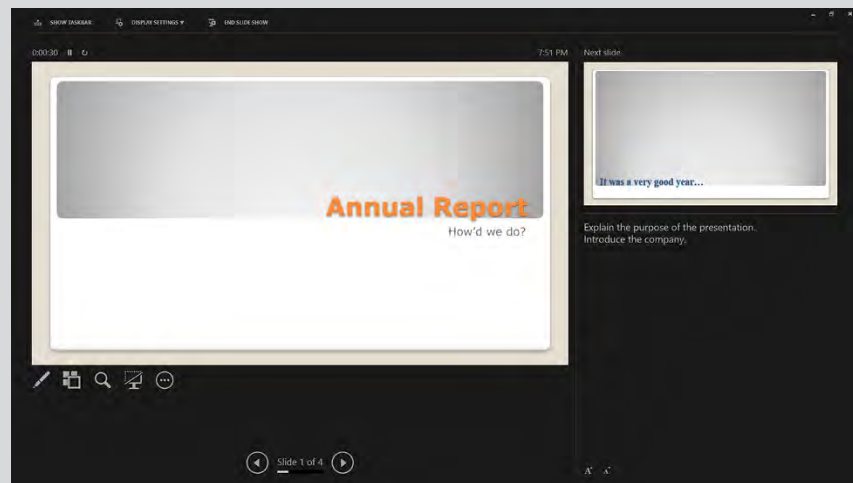 SHOW TASKBAR DISPLAY SETTINGS ▼ END SLIDE SHOW
0:00:30 7:51 PM
Annual Report
How'd we do?
Slide 1 of 4
Next slide
It was a very good year...
Explain the purpose of the presentation.
Introduce the company.
A A